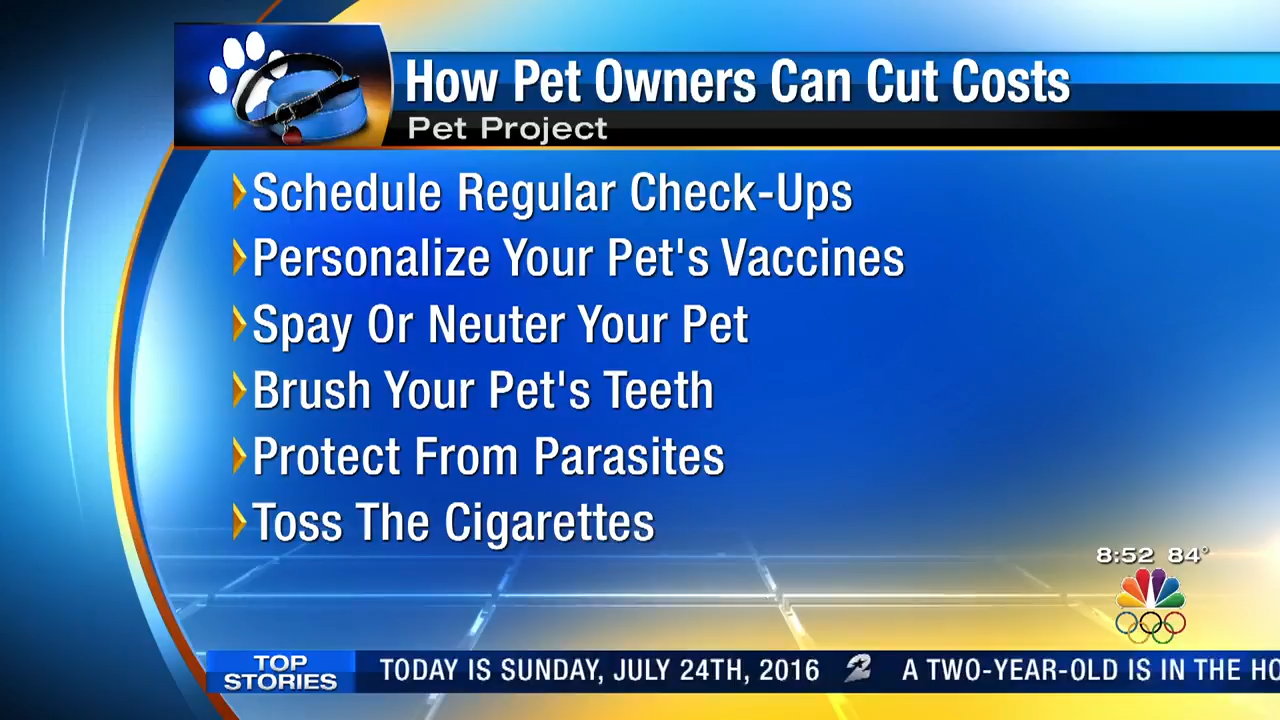 How Pet Owners Can Cut Costs
Pet Project
Schedule Regular Check-Ups
Personalize Your Pet's Vaccines
Spay Or Neuter Your Pet
Brush Your Pet's Teeth
Protect From Parasites
Toss The Cigarettes
8:52 84°
TOP STORIES
TODAY IS SUNDAY, JULY 24TH, 2016 2 A TWO-YEAR-OLD IS IN THE HO